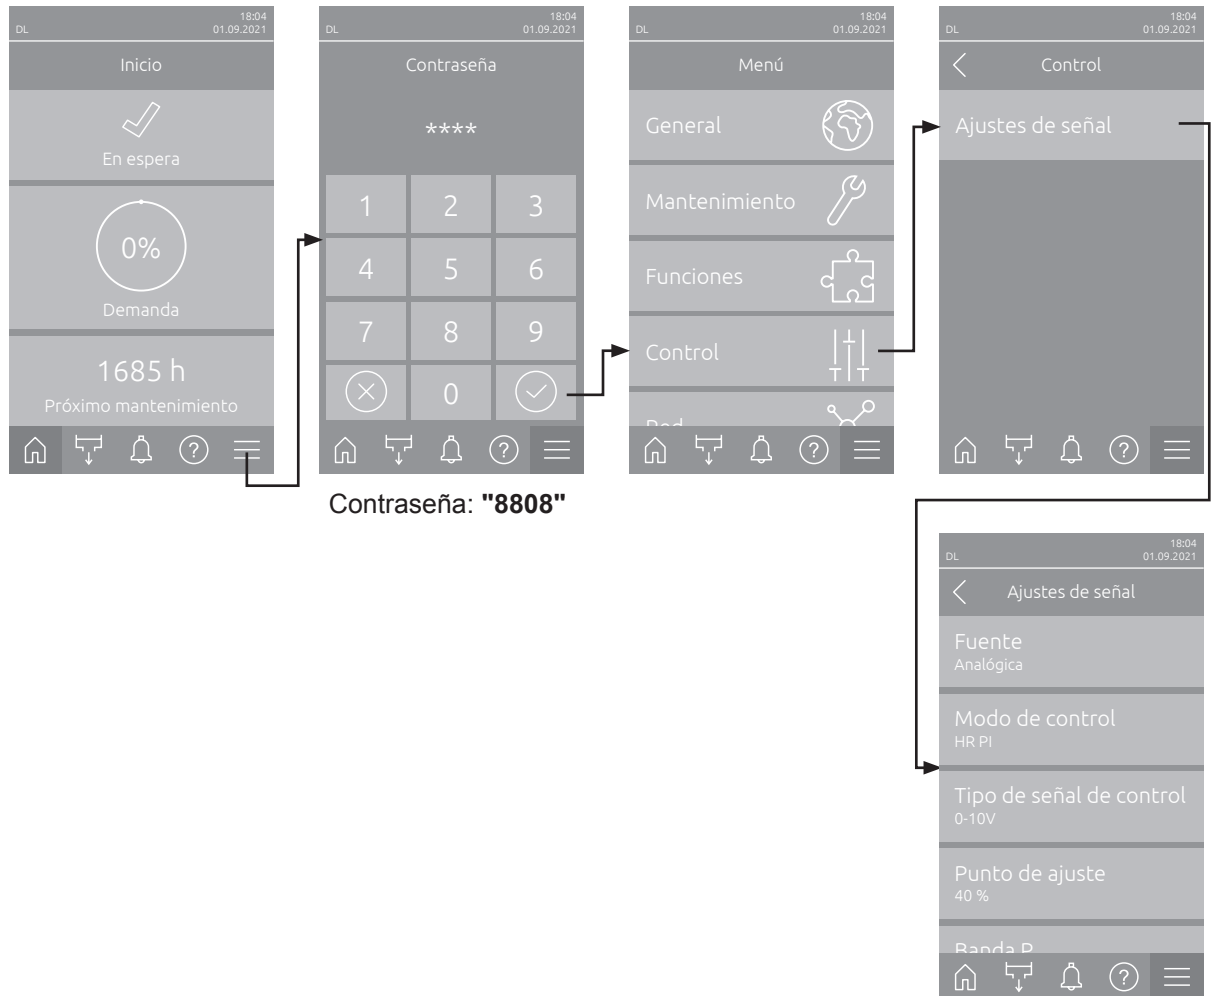 18:04
DL 01.09.2021
Inicio
En espera
0%
Demanda
1685 h
Próximo mantenimiento
18:04
DL 01.09.2021
Contraseña
****
1 2 3
4 5 6
7 8 9
0
?
Contraseña: "8808"
18:04
DL 01.09.2021
Menú
General
Mantenimiento
Funciones
Control
Red
?
18:04
DL 01.09.2021
Control
Ajustes de señal
?
18:04
DL 01.09.2021
Ajustes de señal
Fuente
Analógica
Modo de control
HR PI
Tipo de señal de control
0-10V
Punto de ajuste
40 %
Banda P
?